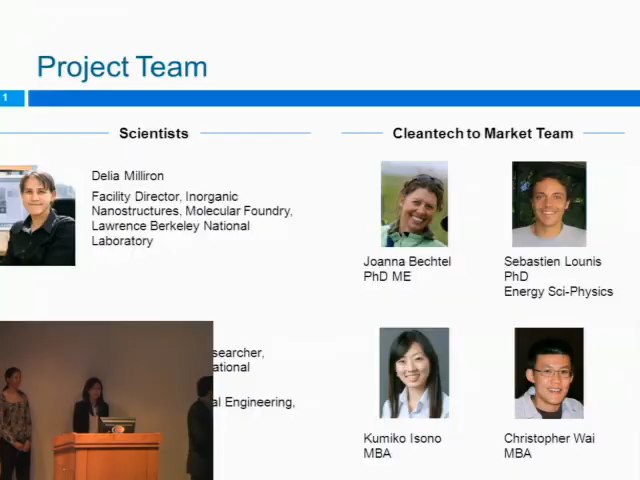 Project Team
1
Scientists
Delia Milliron
Facility Director, Inorganic
Nanostructures, Molecular Foundry,
Lawrence Berkeley National
Laboratory
searcher,
ational
al Engineering,
Cleantech to Market Team
Joanna Bechtel
PhD ME
Sebastien Lounis
PhD
Energy Sci-Physics
Kumiko Isono
MBA
Christopher Wai
MBA